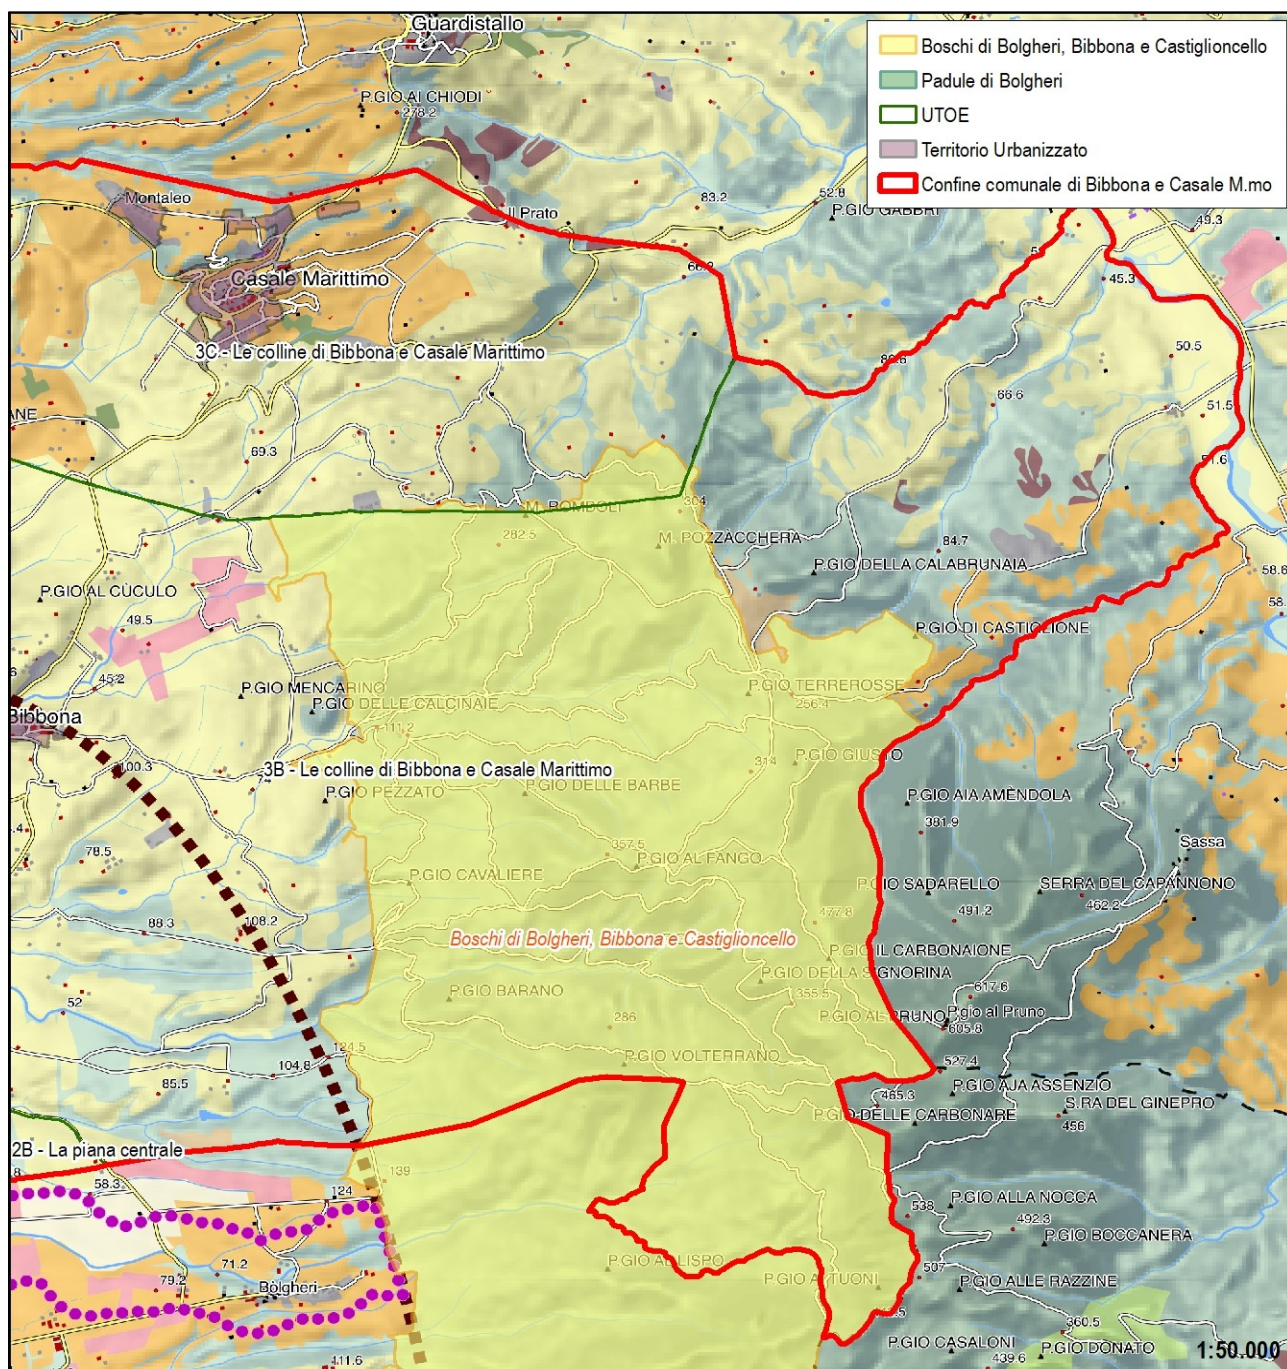 Guardistallo
Boschi di Bolgheri, Bibbona e Castiglioncello
Padule di Bolgheri
UTOE
Territorio Urbanizzato
Confine comunale di Bibbona e Casale M.mo
P.GIO AI CHIODI
278.2
Montaleo
Il Prato
83.2
52.8
P.GIO GABBRI
49.3
66.2
45.3
Casale Marittimo
3C - Le colline di Bibbona e Casale Marittimo
50.5
66.6
51.5
69.3
51.6
304
M. ROMBOLI
282.5
M. POZZACCHERA
84.7
P.GIO DELLA CALABRUNAIA
58.6
P.GIO AL CÚCULO
49.5
P.GIO DI CASTIGLIONE
45.2
P.GIO MENCARINO
P.GIO DELLE CALCINAIE
P.GIO TERREROSSE
256.4
Bibbona
111.2
100.3
P.GIO GIUSTO
3B - Le colline di Bibbona e Casale Marittimo
314
P.GIO PEZZATO
P.GIO DELLE BARBE
P.GIO AIA AMÈNDOLA
381.9
78.5
357.5
P.GIO AL FANGO
Sassa
P.GIO CAVALIERE
P.GIO SADARELLO
SERRA DEL CAPANNONO
462.2
88.3
108.2
477.8
491.2
Boschi di Bolgheri, Bibbona e Castiglioncello
P.GIO IL CARBONAIONE
P.GIO DELLA SIGNORINA
52
P.GIO BARANO
355.5
617.6
P.GIO AL PRUNO
P.gio al Pruno
605.8
286
124.5
P.GIO VOLTERRANO
104.8
527.4
85.5
465.3
P.GIO AJA ASSENZIO
P.GIO DELLE CARBONARE
S.RA DEL GINEPRO
456
2B - La piana centrale
58.3
139
124
P.GIO ALLA NOCCA
538
492.3
P.GIO BOCCANERA
71.2
79.2
Bolgheri
P.GIO AL LISPO
P.GIO AI TUONI
507
P.GIO ALLE RAZZINE
360.5
111.6
P.GIO CASALONI
439.6
P.GIO DONATO
1:50.000